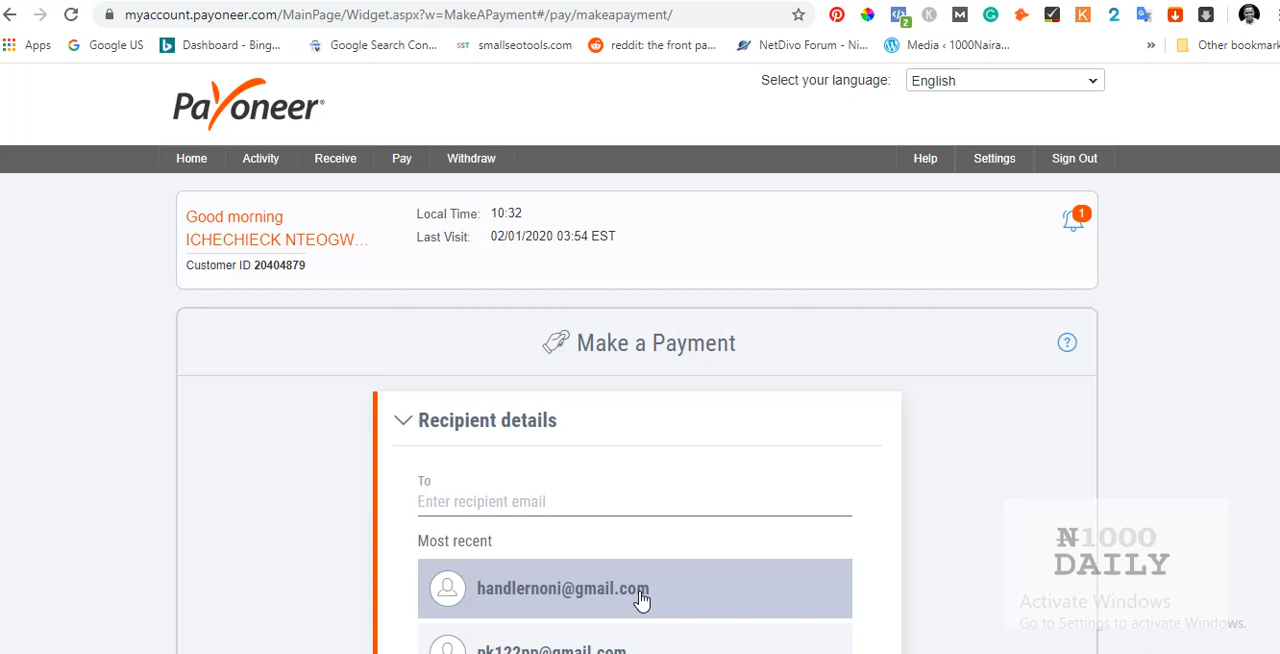 myaccount.payoneer.com/MainPage/Widget.aspx?w=MakeAPayment#/pay/makeapayment/
Apps Google US Dashboard - Bing... Google Search Con... SST smallseotools.com reddit: the front pa... NetDivo Forum - Ni... Media ‹ 1000Naira... » Other bookmark
Select your language: English
Payoneer
Home Activity Receive Pay Withdraw Help Settings Sign Out
Good morning
ICHECHIECK NTEOGW...
Customer ID 20404879
Local Time: 10:32
Last Visit: 02/01/2020 03:54 EST
1
Make a Payment
?
Recipient details
To
Enter recipient email
Most recent
handlernoni@gmail.com
pk122pp@gmail.com
₦1000
DAILY
Activate Windows
Go to Settings to activate Windows.